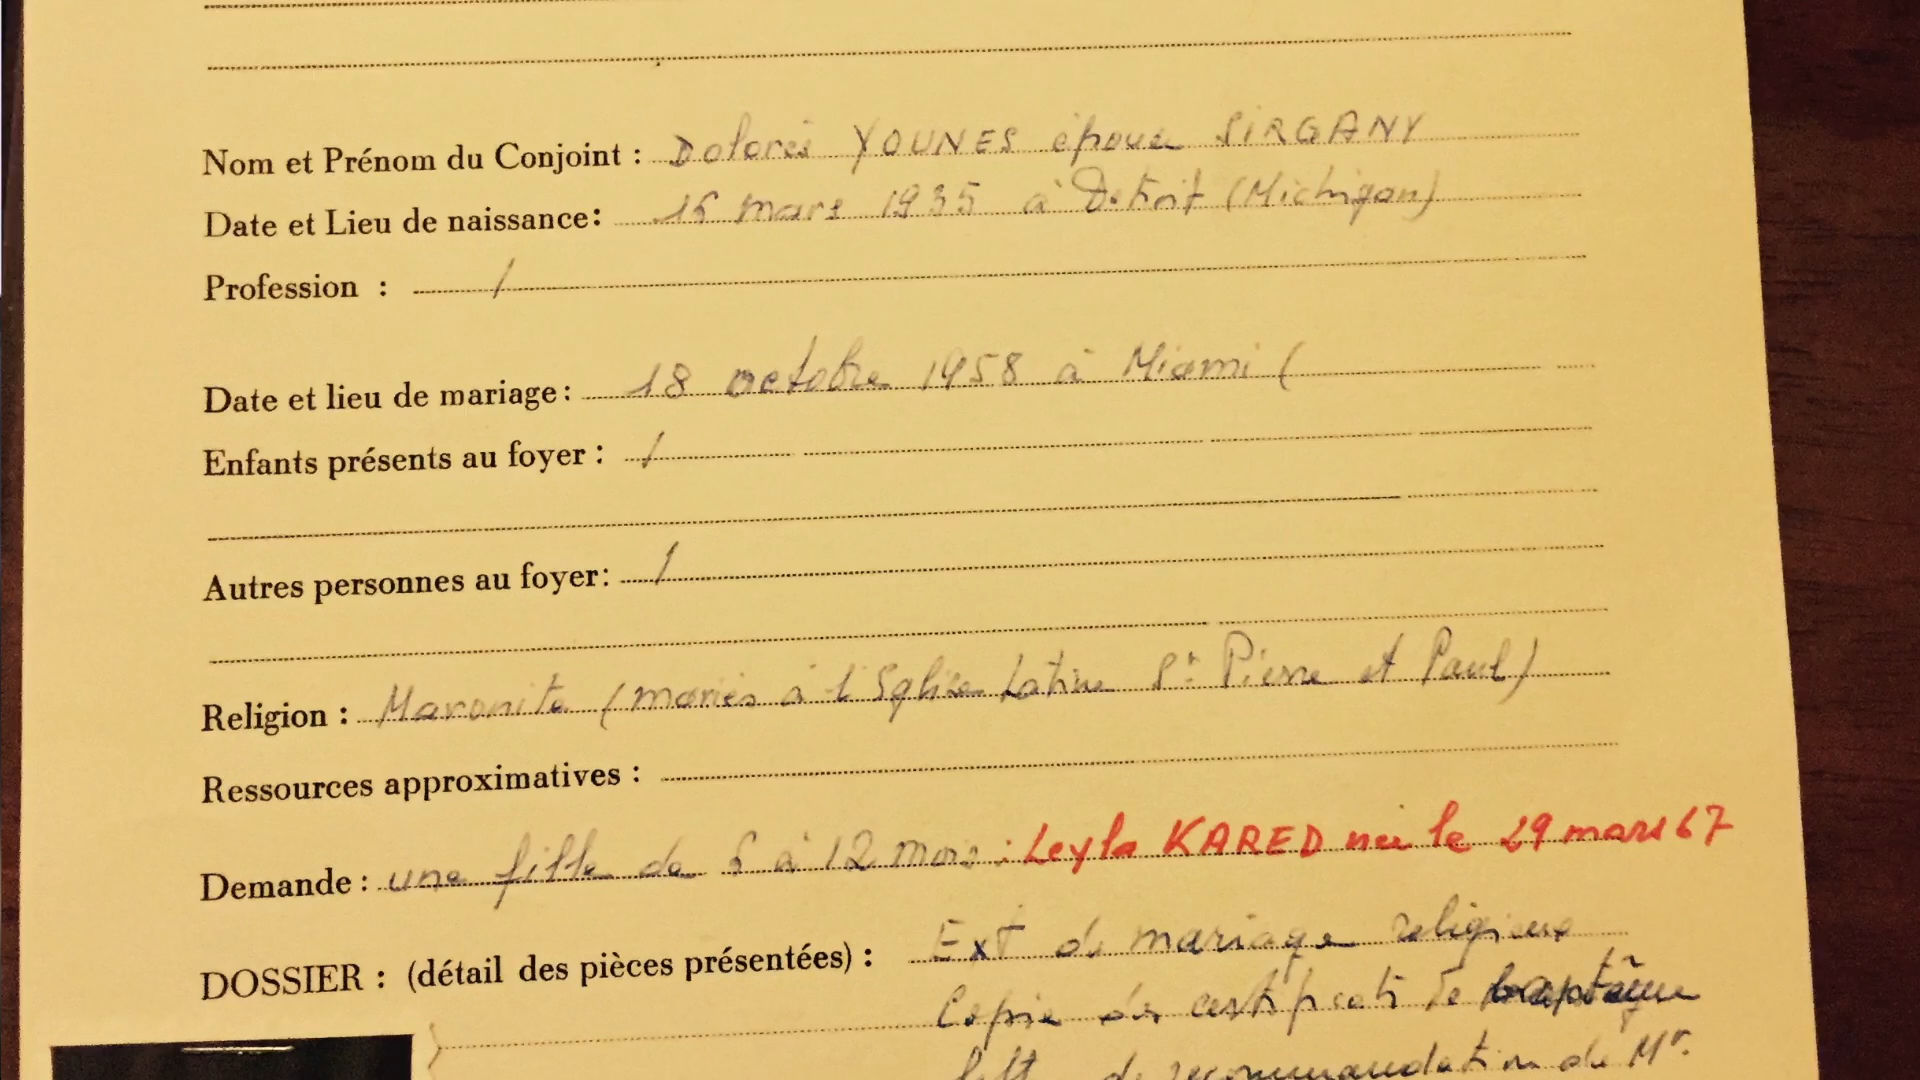 Nom et Prénom du Conjoint : Dolorès YOUNES épouse SIRGANY
Date et Lieu de naissance: 15 mars 1935 à Detroit (Michigan)
Profession : /
Date et lieu de mariage: 18 octobre 1958 à Miami (
Enfants présents au foyer : /
Autres personnes au foyer: /
Religion : Maronite (mariés à l'Eglise Latine St Pierre et Paul)
Ressources approximatives :
Demande : une fille de 6 à 12 mois : Leyla KARED née le 29 mars 67
DOSSIER : (détail des pièces présentées) : Ext de mariage religieux
Copie des certificats de baptême
de recommandation de Mr.